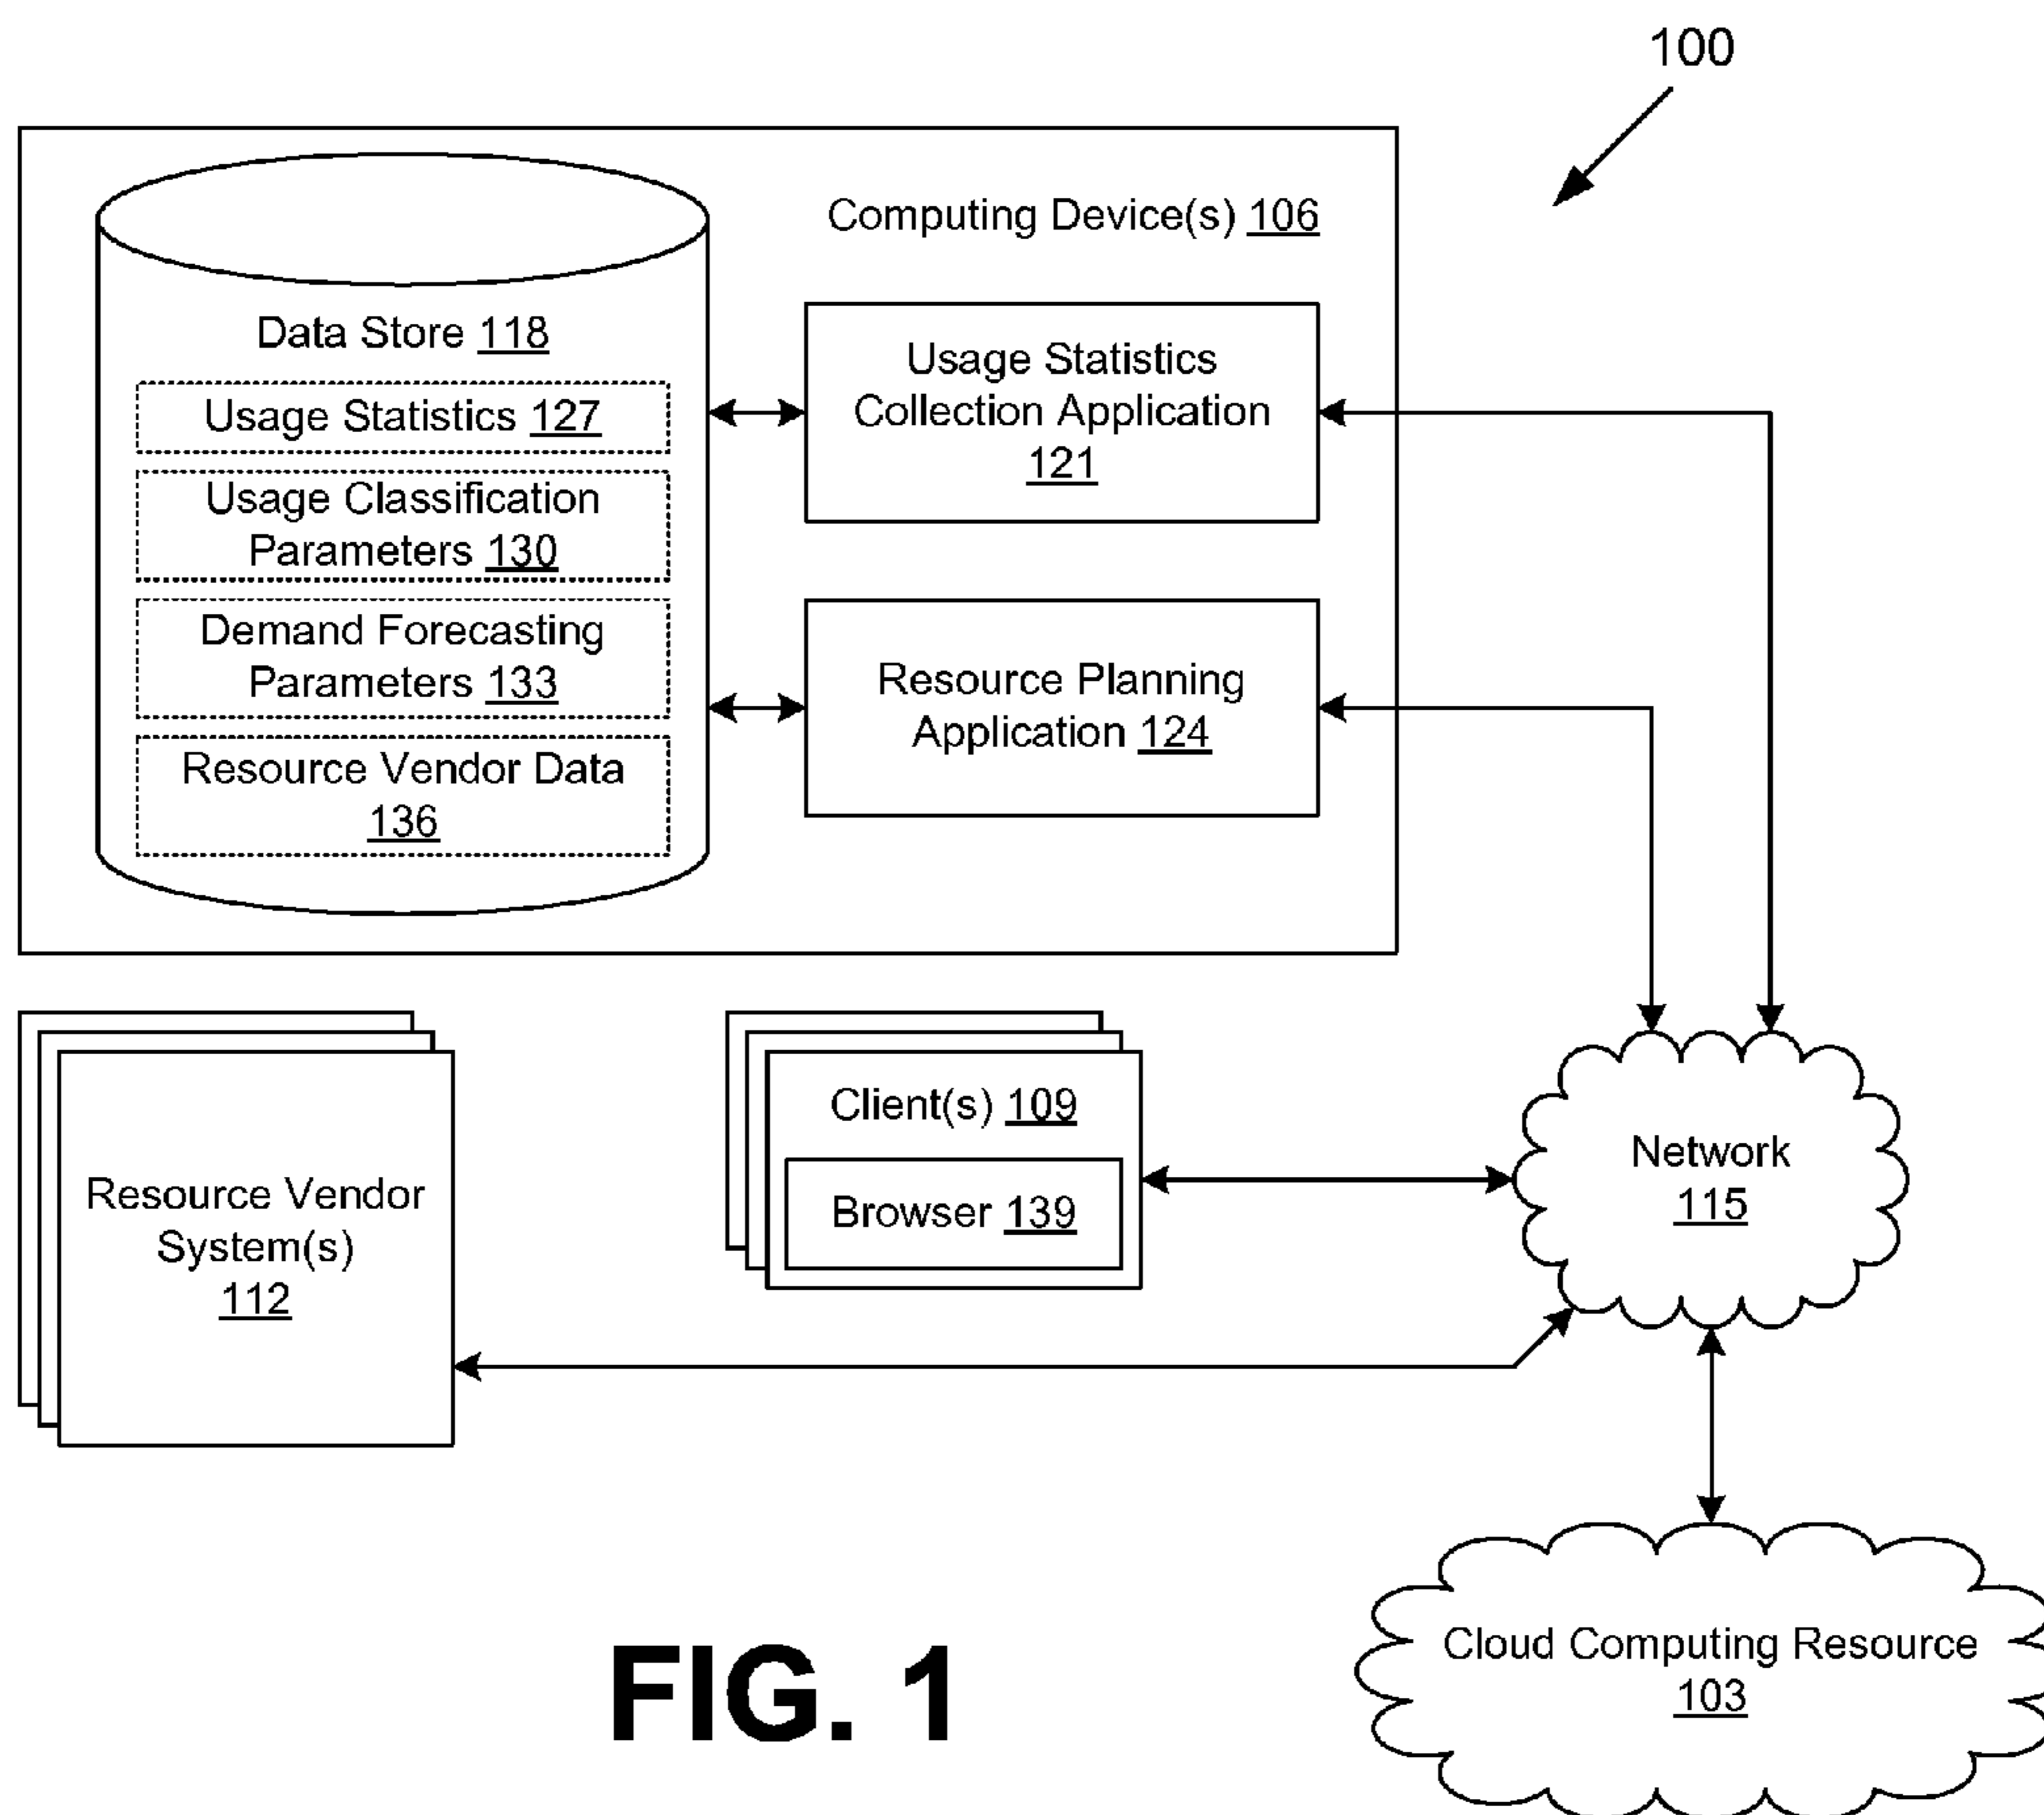 100
Computing Device(s) 106
Data Store 118
Usage Statistics 127
Usage Classification
Parameters 130
Demand Forecasting
Parameters 133
Resource Vendor Data
136
Usage Statistics
Collection Application
121
Resource Planning
Application 124
Resource Vendor
System(s)
112
Client(s) 109
Browser 139
Network
115
Cloud Computing Resource
103
FIG. 1